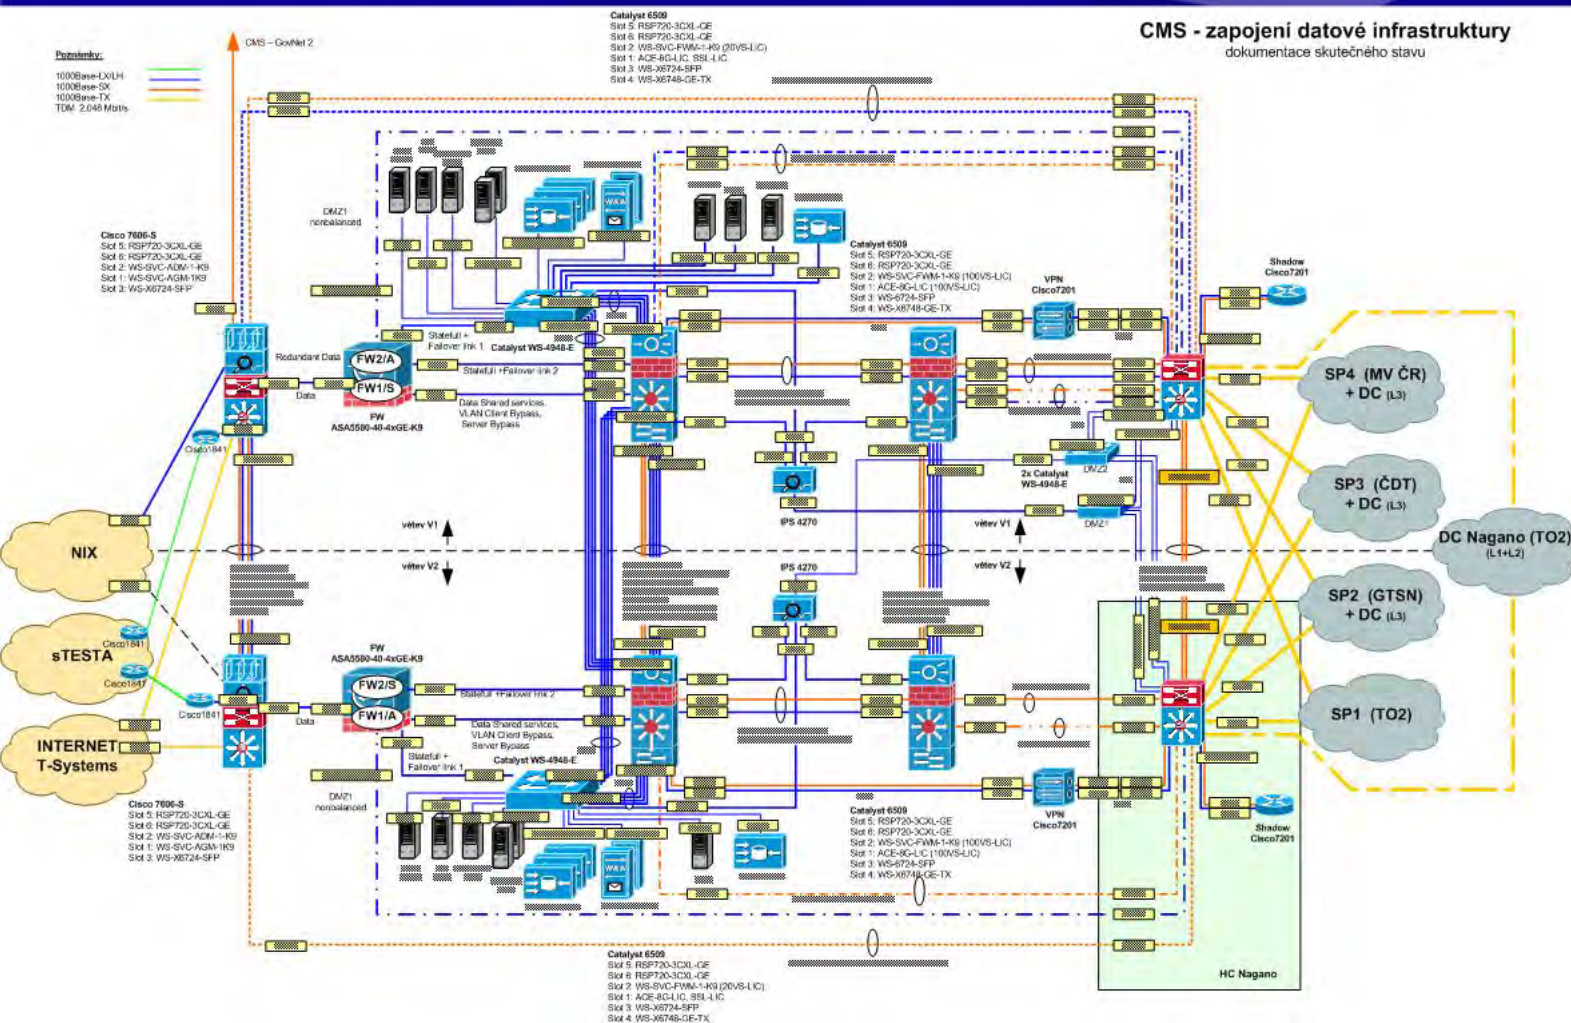 CMS - zapojení datové infrastruktury
dokumentace skutečného stavu
Poznámky:
1000Base-LX/LH
1000Base-SX
1000Base-TX
TDM 2,048 Mbit/s
CMS – GovNet 2
Catalyst 6509
Slot 5: RSP720-3CXL-GE
Slot 6: RSP720-3CXL-GE
Slot 2: WS-SVC-FWM-1-K9 (20VS-LIC)
Slot 1: ACE-8G-LIC, SSL-LIC
Slot 3: WS-X6724-SFP
Slot 4: WS-X6748-GE-TX
DMZ1
nonbalanced
Cisco 7606-S
Slot 5: RSP720-3CXL-GE
Slot 6: RSP720-3CXL-GE
Slot 2: WS-SVC-ADM-1-K9
Slot 1: WS-SVC-AGM-1K9
Slot 3: WS-X6724-SFP
Catalyst 6509
Slot 5: RSP720-3CXL-GE
Slot 6: RSP720-3CXL-GE
Slot 2: WS-SVC-FWM-1-K9 (100VS-LIC)
Slot 1: ACE-8G-LIC (100VS-LIC)
Slot 3: WS-6724-SFP
Slot 4: WS-X6748-GE-TX
VPN
Cisco7201
Shadow
Cisco7201
Statefull +
Failover link 1
Catalyst WS-4948-E
Redundant Data
FW2/A
FW1/S
Statefull +Failover link 2
Data
Data Shared services,
VLAN Client Bypass,
Server Bypass
FW
ASA5580-40-4xGE-K9
SP4 (MV ČR)
+ DC (L3)
Cisco1841
2x Catalyst
WS-4948-E
DMZ2
DMZ1
SP3 (ČDT)
+ DC (L3)
IPS 4270
větev V1
větev V1
NIX
DC Nagano (TO2)
(L1+L2)
větev V2
IPS 4270
větev V2
SP2 (GTSN)
+ DC (L3)
Cisco1841
sTESTA
Cisco1841
Cisco1841
FW
ASA5580-40-4xGE-K9
FW2/S
FW1/A
Statefull +Failover link 2
Data
Data Shared services,
VLAN Client Bypass,
Server Bypass
SP1 (TO2)
INTERNET
T-Systems
Statefull +
Failover link 1
Catalyst WS-4948-E
DMZ1
nonbalanced
Cisco 7606-S
Slot 5: RSP720-3CXL-GE
Slot 6: RSP720-3CXL-GE
Slot 2: WS-SVC-ADM-1-K9
Slot 1: WS-SVC-AGM-1K9
Slot 3: WS-X6724-SFP
Catalyst 6509
Slot 5: RSP720-3CXL-GE
Slot 6: RSP720-3CXL-GE
Slot 2: WS-SVC-FWM-1-K9 (100VS-LIC)
Slot 1: ACE-8G-LIC (100VS-LIC)
Slot 3: WS-6724-SFP
Slot 4: WS-X6748-GE-TX
VPN
Cisco7201
Shadow
Cisco7201
HC Nagano
Catalyst 6509
Slot 5: RSP720-3CXL-GE
Slot 6: RSP720-3CXL-GE
Slot 2: WS-SVC-FWM-1-K9 (20VS-LIC)
Slot 1: ACE-8G-LIC, SSL-LIC
Slot 3: WS-X6724-SFP
Slot 4: WS-X6748-GE-TX